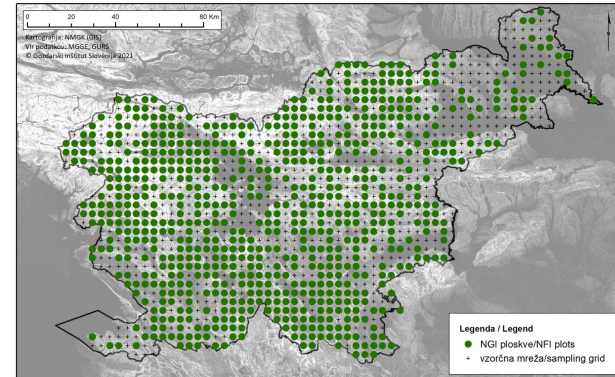 0 20 40 80 Km
Kartografija: NMGK (GIS)
Vir podatkov: MGGE, GURS
© Gozdarski Inštitut Slovenije 2021
Legenda / Legend
NGI ploskve/NFI plots
vzorčna mreža/sampling grid